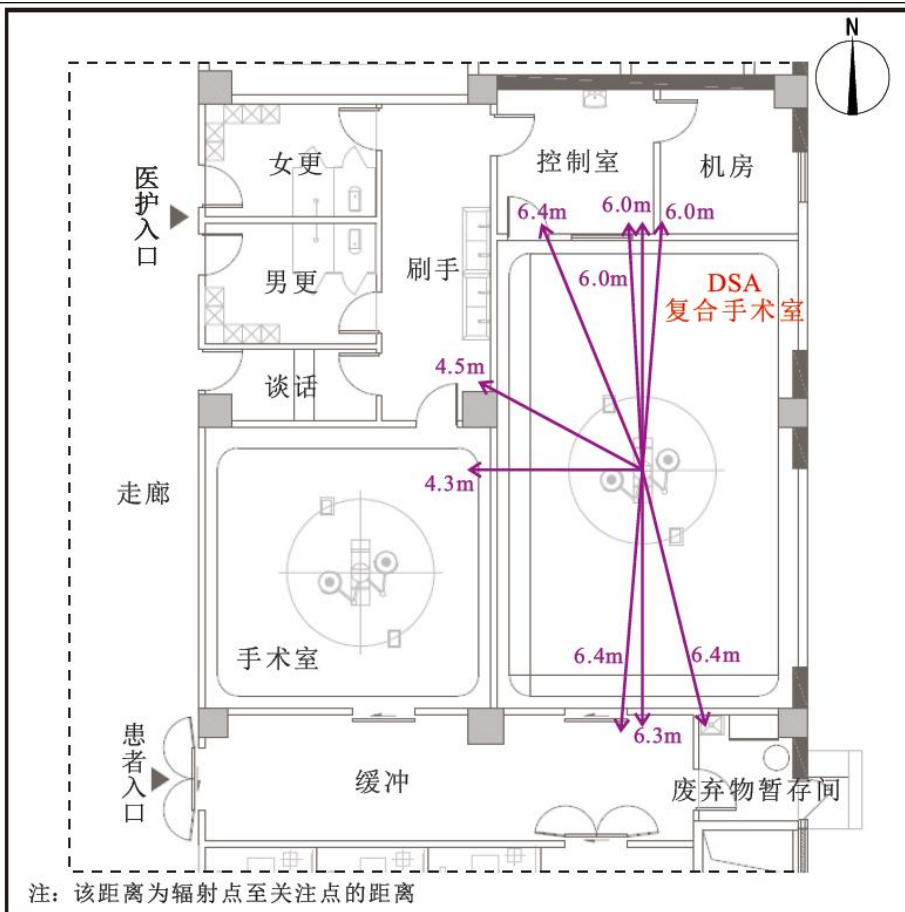 N
女更
控制室
机房
医护入口
6.4m
6.0m
6.0m
刷手
男更
6.0m
DSA
复合手术室
4.5m
谈话
走廊
4.3m
手术室
6.4m
6.4m
6.3m
患者入口
缓冲
废弃物暂存间
注：该距离为辐射点至关注点的距离